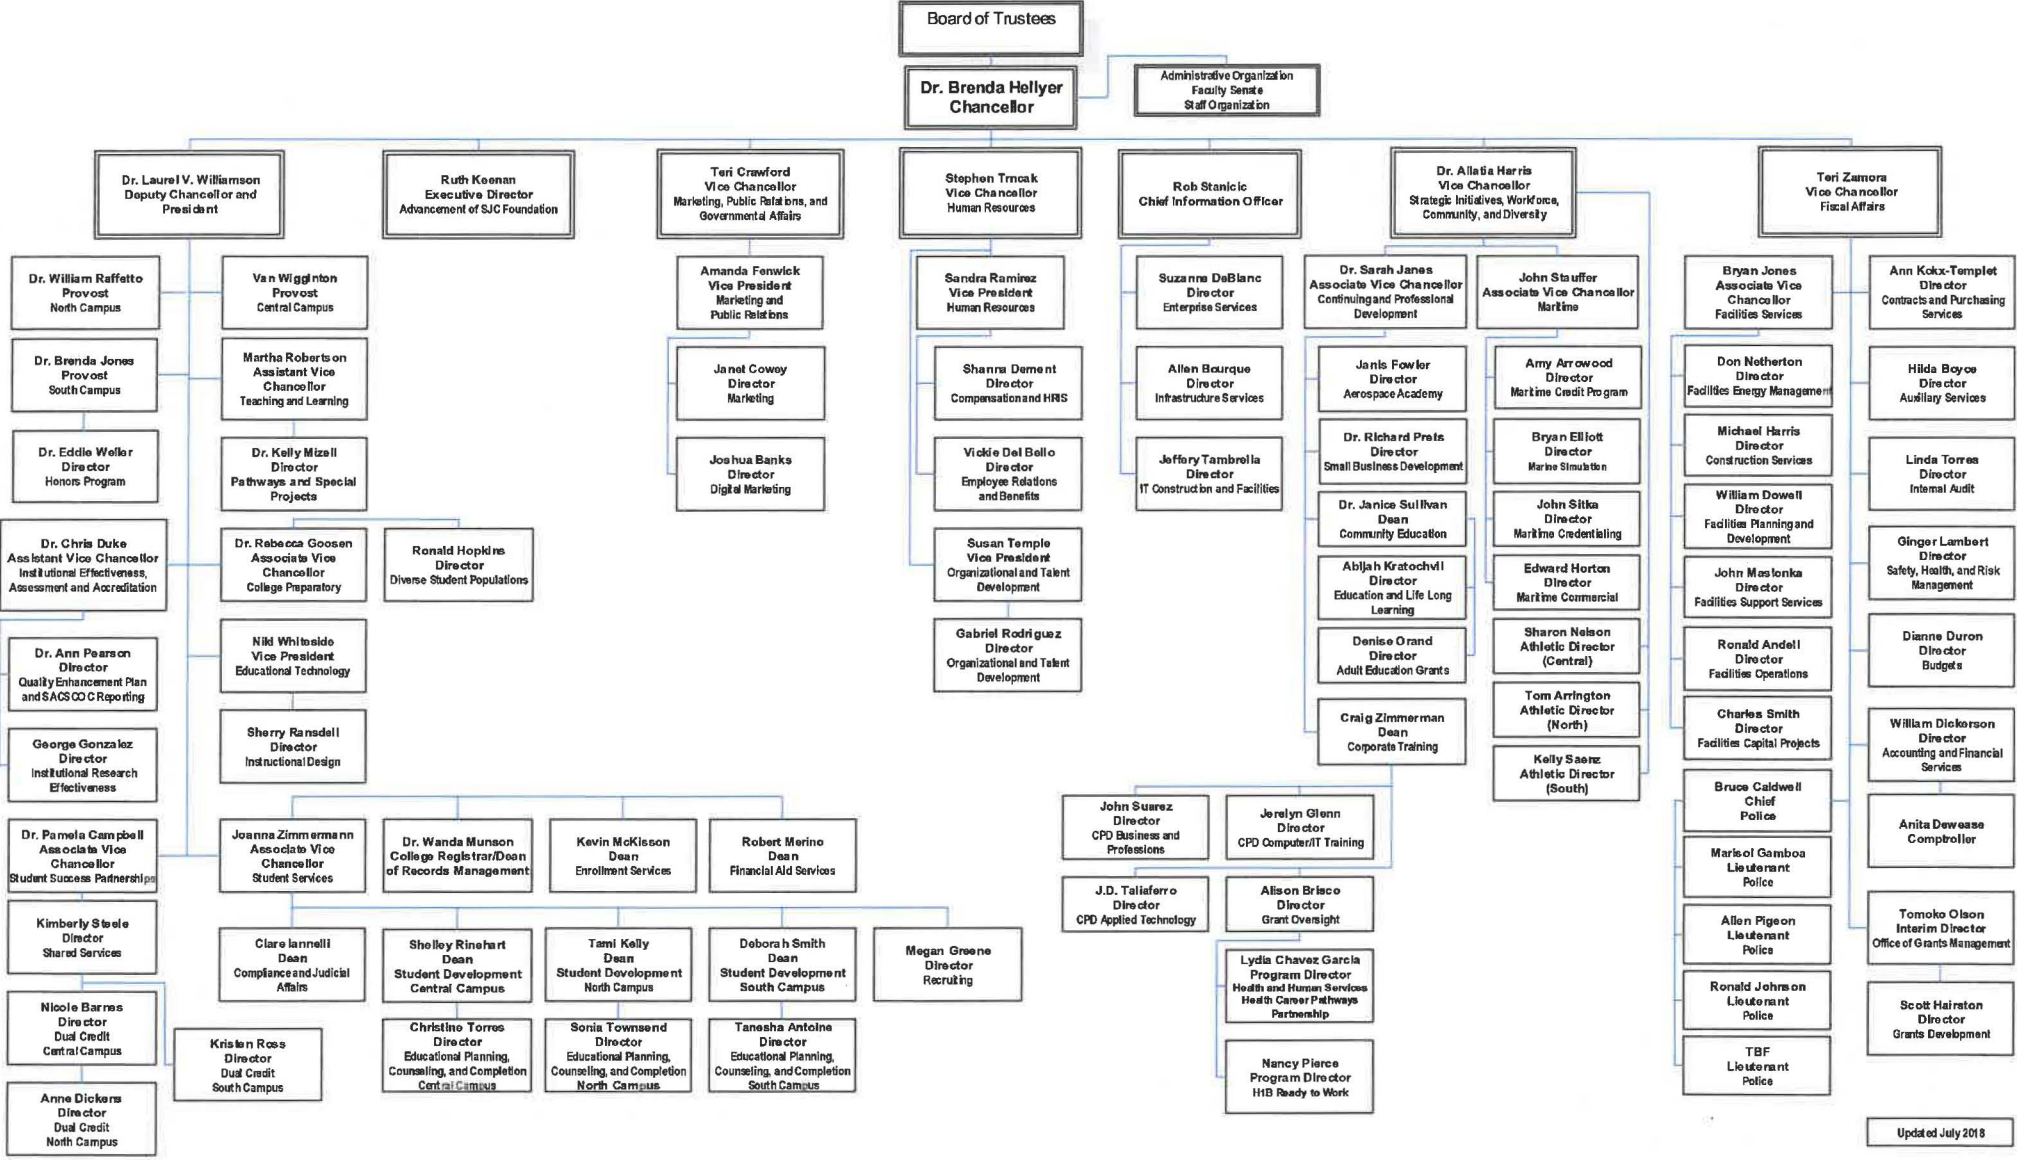 Board of Trustees
Dr. Brenda Hellyer
Chancellor
Administrative Organization
Faculty Senate
Staff Organization
Dr. Laurel V. Williamson
Deputy Chancellor and
President
Ruth Keenan
Executive Director
Advancement of SJC Foundation
Teri Crawford
Vice Chancellor
Marketing, Public Relations, and
Governmental Affairs
Stephen Trncak
Vice Chancellor
Human Resources
Rob Stanicic
Chief Information Officer
Dr. Allatia Harris
Vice Chancellor
Strategic Initiatives, Workforce,
Community, and Diversity
Teri Zamora
Vice Chancellor
Fiscal Affairs
Dr. William Raffetto
Provost
North Campus
Van Wigginton
Provost
Central Campus
Dr. Brenda Jones
Provost
South Campus
Martha Robertson
Assistant Vice
Chancellor
Teaching and Learning
Dr. Eddie Weller
Director
Honors Program
Dr. Kelly Mizell
Director
Pathways and Special
Projects
Dr. Chris Duke
Assistant Vice Chancellor
Institutional Effectiveness,
Assessment and Accreditation
Dr. Rebecca Goosen
Associate Vice
Chancellor
College Preparatory
Ronald Hopkins
Director
Diverse Student Populations
Dr. Ann Pearson
Director
Quality Enhancement Plan
and SACSCOC Reporting
Niki Whiteside
Vice President
Educational Technology
George Gonzalez
Director
Institutional Research
Effectiveness
Sherry Ransdell
Director
Instructional Design
Dr. Pamela Campbell
Associate Vice
Chancellor
Student Success Partnerships
Joanna Zimmermann
Associate Vice
Chancellor
Student Services
Dr. Wanda Munson
College Registrar/Dean
of Records Management
Kevin McKisson
Dean
Enrollment Services
Robert Merino
Dean
Financial Aid Services
Kimberly Steele
Director
Shared Services
Clare Iannelli
Dean
Compliance and Judicial
Affairs
Shelley Rinehart
Dean
Student Development
Central Campus
Tami Kelly
Dean
Student Development
North Campus
Deborah Smith
Dean
Student Development
South Campus
Megan Greene
Director
Recruiting
Nicole Barnes
Director
Dual Credit
Central Campus
Kristen Ross
Director
Dual Credit
South Campus
Christine Torres
Director
Educational Planning,
Counseling, and Completion
Central Campus
Sonia Townsend
Director
Educational Planning,
Counseling, and Completion
North Campus
Tanesha Antoine
Director
Educational Planning,
Counseling, and Completion
South Campus
Anne Dickens
Director
Dual Credit
North Campus
Amanda Fenwick
Vice President
Marketing and
Public Relations
Janet Cowey
Director
Marketing
Joshua Banks
Director
Digital Marketing
Sandra Ramirez
Vice President
Human Resources
Shanna Dement
Director
Compensation and HRIS
Vickie Del Bello
Director
Employee Relations
and Benefits
Susan Temple
Vice President
Organizational and Talent
Development
Gabriel Rodriguez
Director
Organizational and Talent
Development
Suzanne DeBlanc
Director
Enterprise Services
Allen Bourque
Director
Infrastructure Services
Jeffery Tambrella
Director
IT Construction and Facilities
Dr. Sarah Janes
Associate Vice Chancellor
Continuing and Professional
Development
John Stauffer
Associate Vice Chancellor
Maritime
Janis Fowler
Director
Aerospace Academy
Amy Arrowood
Director
Maritime Credit Program
Dr. Richard Prets
Director
Small Business Development
Bryan Elliott
Director
Marine Simulation
Dr. Janice Sullivan
Dean
Community Education
John Sitka
Director
Maritime Credentialing
Abijah Kratochvil
Director
Education and Life Long
Learning
Edward Horton
Director
Maritime Commercial
Denise Orand
Director
Adult Education Grants
Sharon Nelson
Athletic Director
(Central)
Craig Zimmerman
Dean
Corporate Training
Tom Arrington
Athletic Director
(North)
Kelly Saenz
Athletic Director
(South)
John Suarez
Director
CPD Business and
Professions
Jerelyn Glenn
Director
CPD Computer/IT Training
J.D. Taliaferro
Director
CPD Applied Technology
Alison Brisco
Director
Grant Oversight
Lydia Chavez Garcia
Program Director
Health and Human Services
Health Career Pathways
Partnership
Nancy Pierce
Program Director
H1B Ready to Work
Bryan Jones
Associate Vice
Chancellor
Facilities Services
Ann Kokx-Templet
Director
Contracts and Purchasing
Services
Don Netherton
Director
Facilities Energy Management
Hilda Boyce
Director
Auxiliary Services
Michael Harris
Director
Construction Services
Linda Torres
Director
Internal Audit
William Dowell
Director
Facilities Planning and
Development
Ginger Lambert
Director
Safety, Health, and Risk
Management
John Maslonka
Director
Facilities Support Services
Dianne Duron
Director
Budgets
Ronald Andell
Director
Facilities Operations
William Dickerson
Director
Accounting and Financial
Services
Charles Smith
Director
Facilities Capital Projects
Bruce Caldwell
Chief
Police
Anita Dewease
Comptroller
Marisol Gamboa
Lieutenant
Police
Allen Pigeon
Lieutenant
Police
Tomoko Olson
Interim Director
Office of Grants Management
Ronald Johnson
Lieutenant
Police
Scott Hairston
Director
Grants Development
TBF
Lieutenant
Police
Updated July 2018